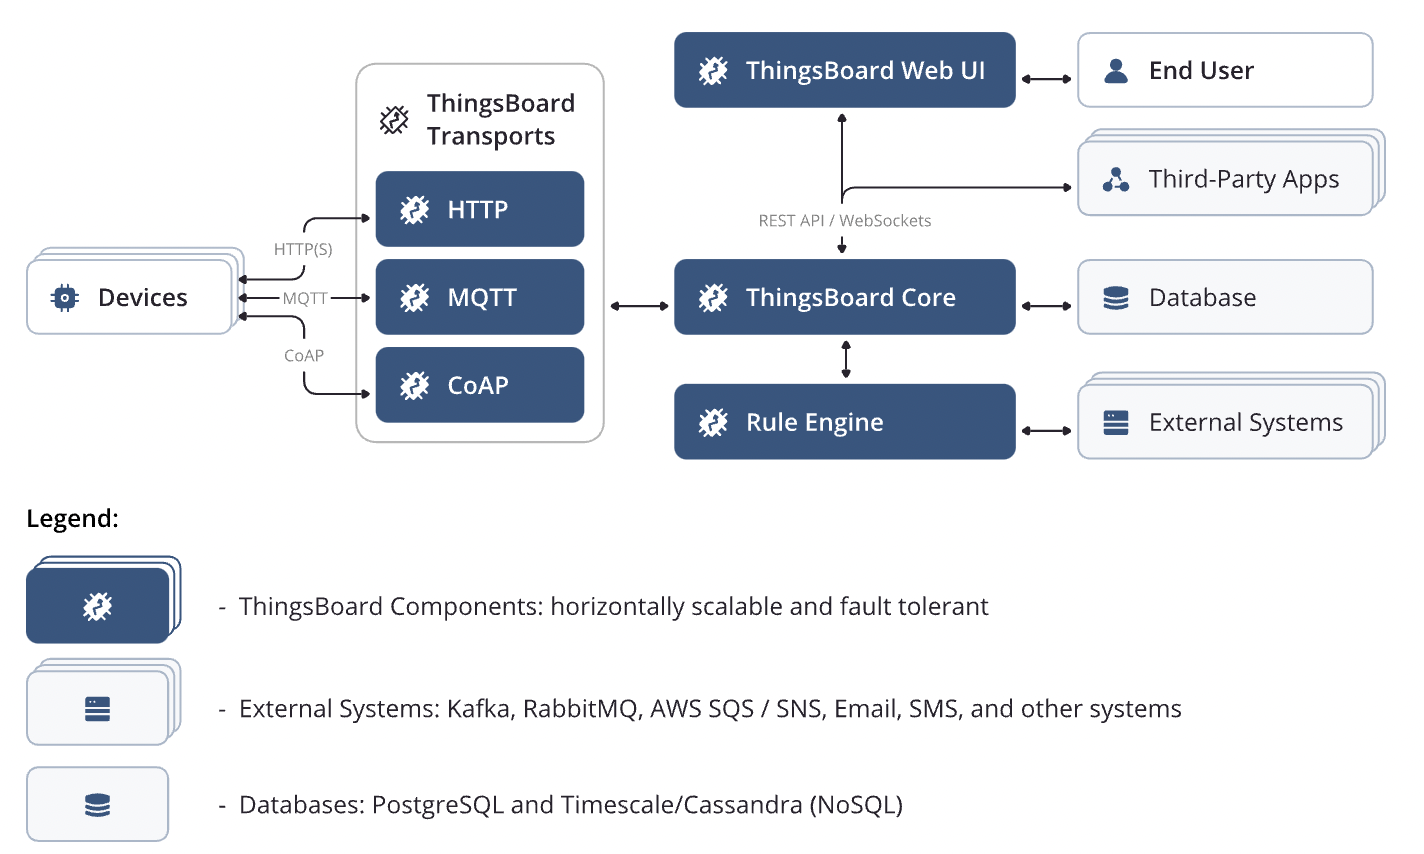 ThingsBoard Web UI
End User
ThingsBoard
Transports
Third-Party Apps
HTTP
REST API / WebSockets
HTTP(S)
Devices
MQTT
MQTT
ThingsBoard Core
Database
CoAP
CoAP
Rule Engine
External Systems
Legend:
- ThingsBoard Components: horizontally scalable and fault tolerant
- External Systems: Kafka, RabbitMQ, AWS SQS / SNS, Email, SMS, and other systems
- Databases: PostgreSQL and Timescale/Cassandra (NoSQL)